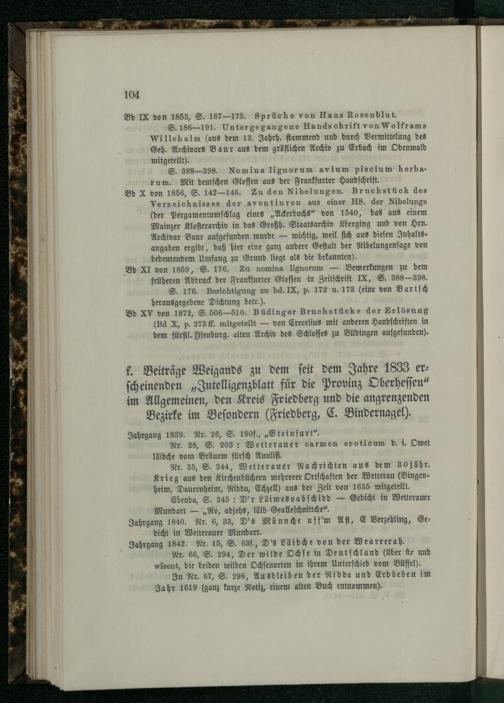 104
Bd IX von 1853, S. 167—175. Sprüche von Hans Rosenblut.
S. 186—191. Untergegangene Handschrift von Wolframs
Willehalm (aus dem 13. Jahrh. stammend und durch Vermittelung des
Geh. Archivars Baur aus dem gräflichen Archiv zu Erbach im Odenwald
mitgeteilt).
S. 388—398. Nomina lignorum avium piscium herba-
rum. Mit deutschen Glossen aus der Frankfurter Handschrift.
Bd X von 1856, S. 142—146. Zu den Nibelungen. Bruchstück des
Verzeichnisses der aventiuren aus einer HS. der Nibelunge
(der Pergamentumschlag eines „Ackerbuchs" von 1540, das aus einem
Mainzer Klosterarchiv in das Großh. Staatsarchiv überging und von Hrn.
Archivar Baur aufgefunden wurde — wichtig, weil sich aus diesen Inhalts-
angaben ergibt, daß hier eine ganz andere Gestalt der Nibelungensage von
bedeutendem Umfang zu Grund liegt als die bekannten).
Bd XI von 1859, S. 176. Zu nomina lignorum — Bemerkungen zu dem
früheren Abdruck der Frankfurter Glossen in Zeitschrift IX, S. 388—398.
S. 176. Berichtigung zu bd. IX, p. 172 u. 173 (eine von Bartsch
herausgegebene Dichtung betr.).
Bd XV von 1872, S. 506—510. Büdinger Bruchstücke der Erlösung
(Bd X, p. 273 ff. mitgeteilt — von Crecelius mit anderen Handschriften in
dem fürstl. Ysenburg. alten Archiv des Schlosses zu Büdingen aufgefunden).
f. Beiträge Weigands zu dem seit dem Jahre 1833 er-
scheinenden „Intelligenzblatt für die Provinz Oberhessen"
im Allgemeinen, den Kreis Friedberg und die angrenzenden
Bezirke im Besondern (Friedberg, C. Bindernagel).
Jahrgang 1839. Nr. 26, S. 190f., „Steinfurt".
Nr. 28, S. 203: Wetterauer carmen eroticum d. i. Owet
läidche vom Bräuem fürsch Annliß.
Nr. 35, S. 244, Wetterauer Nachrichten aus dem 30jähr.
Krieg aus den Kirchenbüchern mehrerer Ortschaften der Wetterau (Bingen-
heim, Dauernheim, Nidda, Echzell) aus der Zeit von 1635 mitgeteilt.
Ebenda, S. 245: D'r Läiwesoabschidd — Gedicht in Wetterauer
Mundart —
Jahrgang 1840. Nr. 6, 33, D's Männche uff'm Aßt, E Verzehling, Ge-
dicht in Wetterauer Mundart.
Jahrgang 1842. Nr. 15, S. 63f., D's Läidche von der Wearrerah.
Nr. 66, S. 294, Der wilde Ochse in Deutschland (über ûr und
wisent, die beiden wilden Ochsenarten in ihrem Unterschied vom Büffel).
In Nr. 67, S. 298, Ausbleiben der Nidda und Erdbeben im
Jahr 1619 (ganz kurze Notiz, einem alten Buch entnommen).